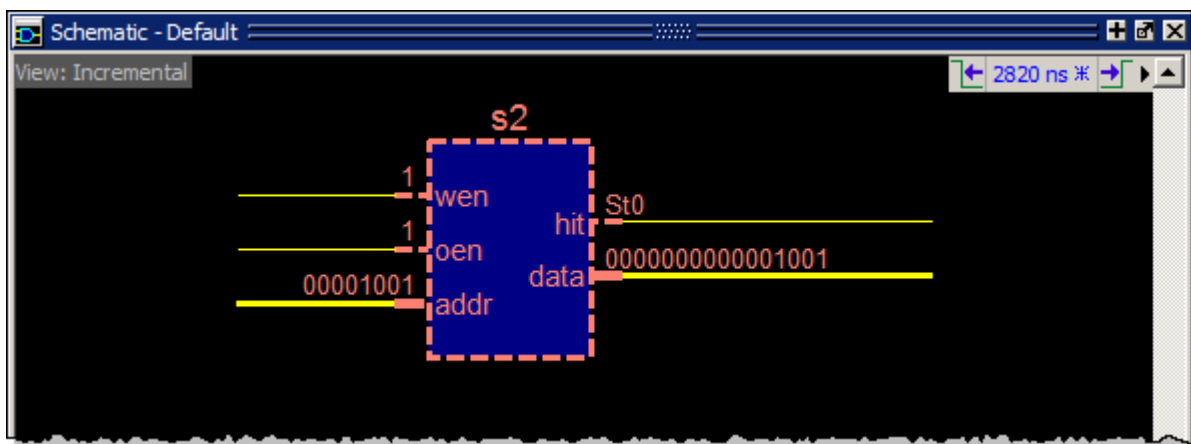 Schematic - Default
View: Incremental
2820 ns
s2
1
wen
St0
hit
1
oen
0000000000001001
data
00001001
addr